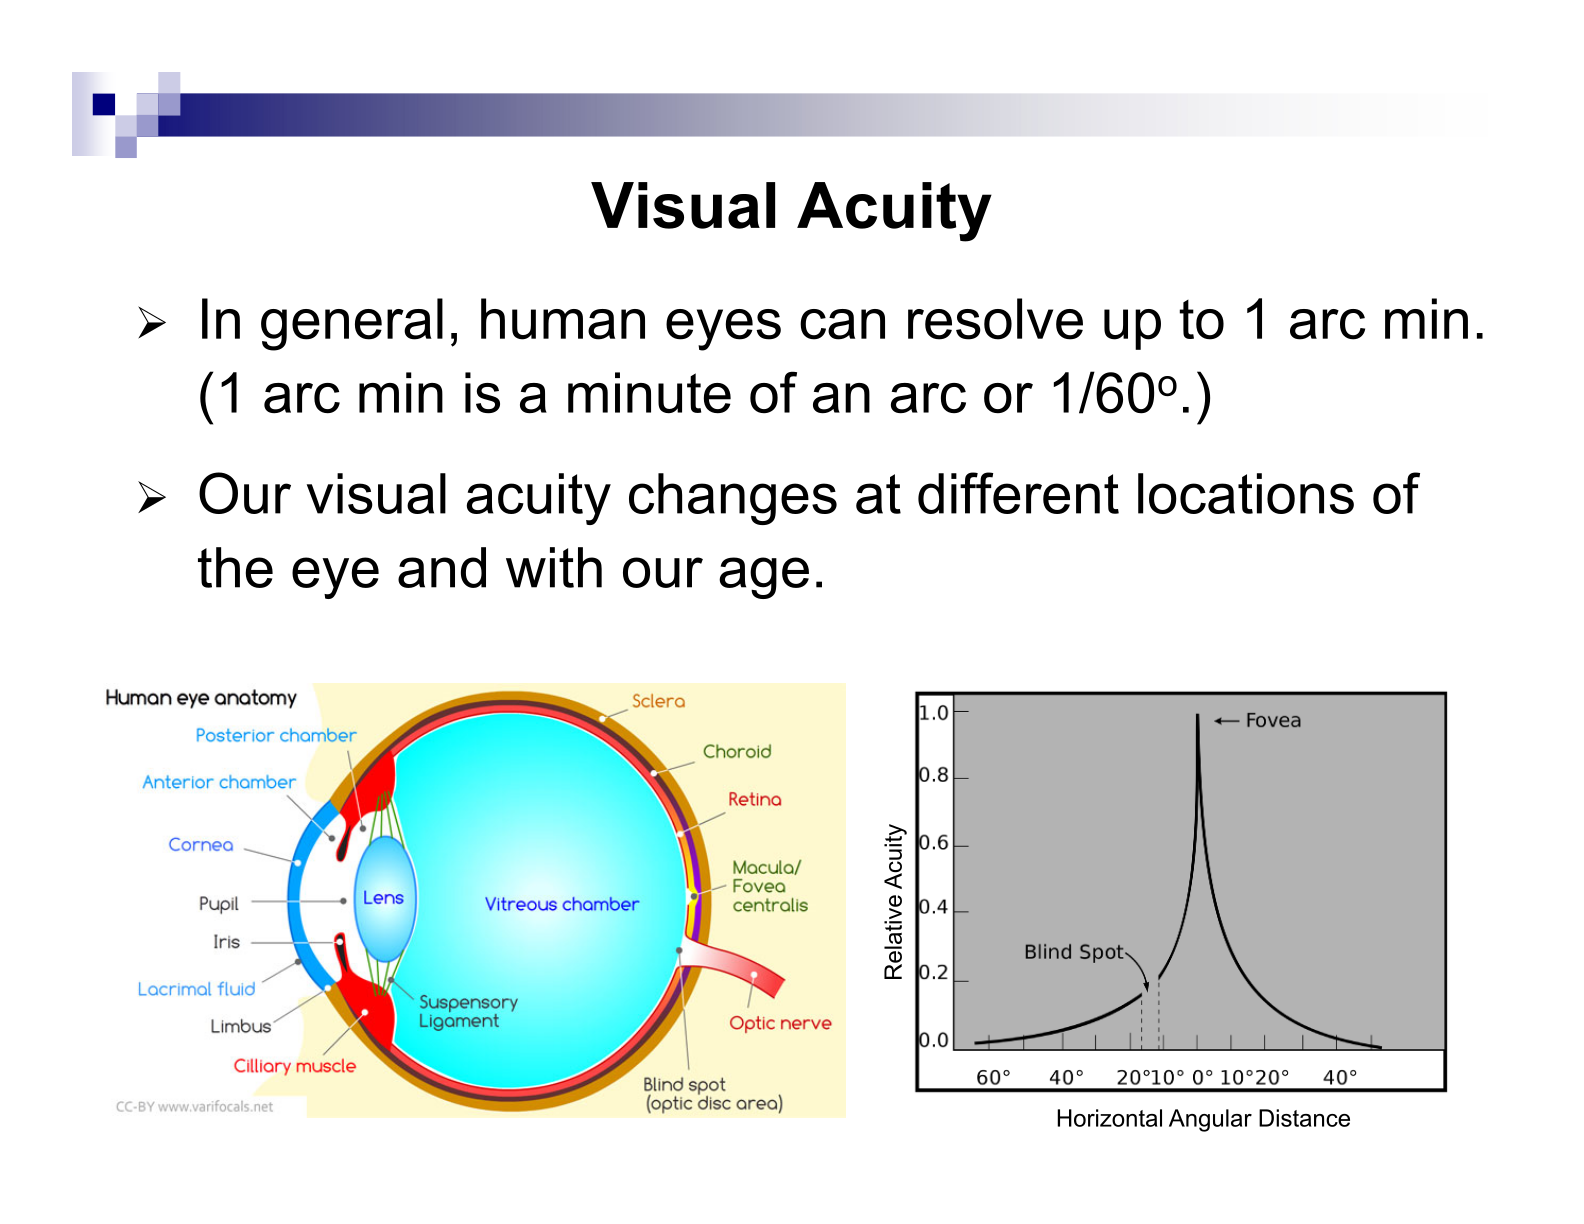 Visual Acuity
➢ In general, human eyes can resolve up to 1 arc min.
(1 arc min is a minute of an arc or 1/60º.)
➢ Our visual acuity changes at different locations of
the eye and with our age.
Human eye anatomy
Posterior chamber
Anterior chamber
Cornea
Pupil
Iris
Lacrimal fluid
Limbus
Cilliary muscle
Lens
Vitreous chamber
Suspensory
Ligament
Sclera
Choroid
Retina
Macula/
Fovea
centralis
Optic nerve
Blind spot
(optic disc area)
CC-BY www.varifocals.net
Relative Acuity
1.0
0.8
0.6
0.4
0.2
0.0
Fovea
Blind Spot
60° 40° 20° 10° 0° 10° 20° 40°
Horizontal Angular Distance